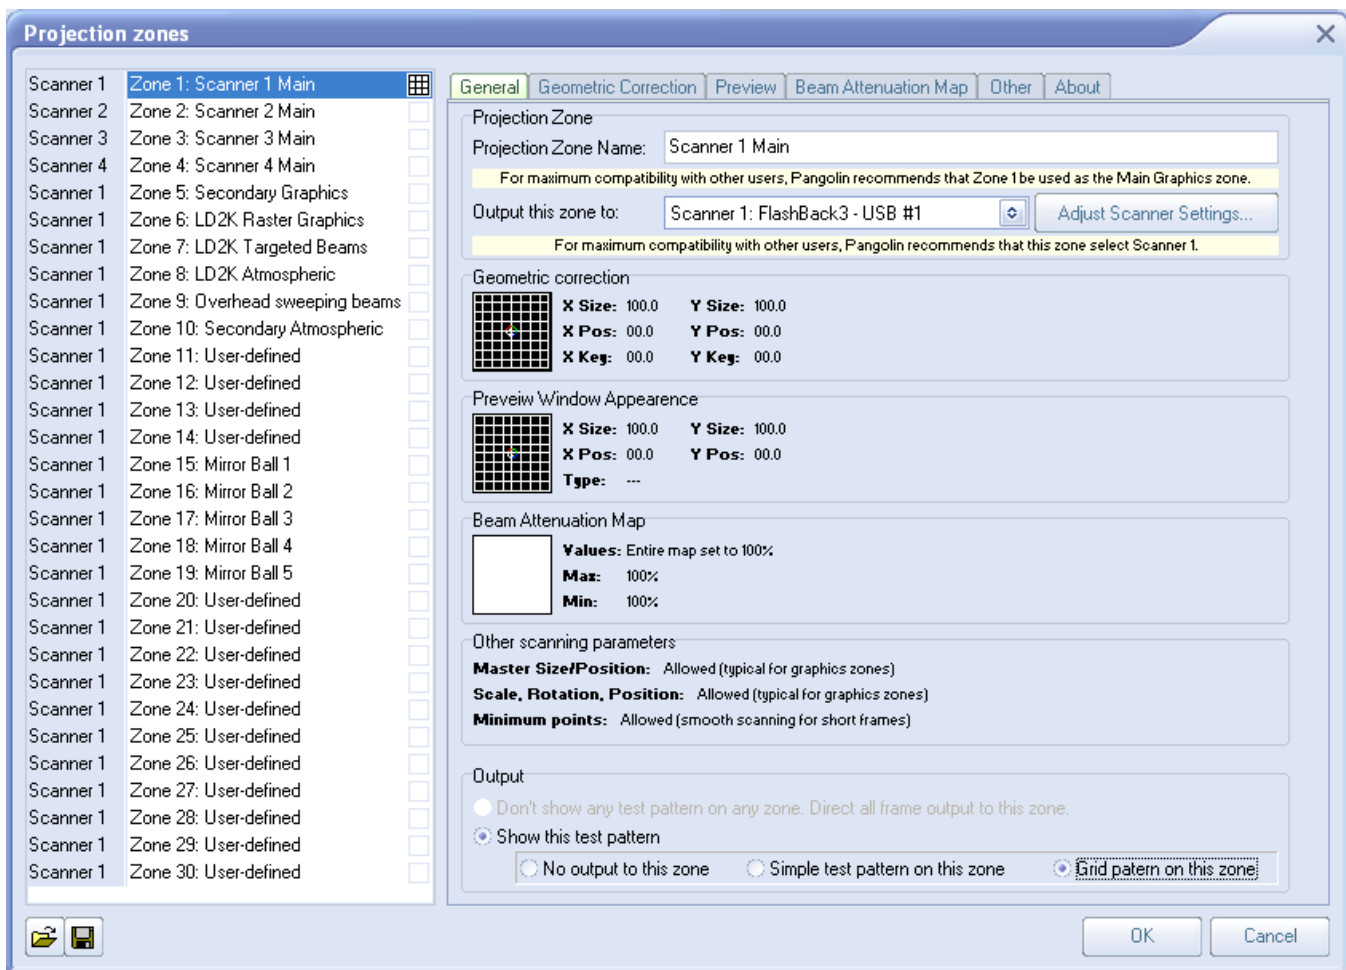 Projection zones
Scanner 1 Zone 1: Scanner 1 Main
Scanner 2 Zone 2: Scanner 2 Main
Scanner 3 Zone 3: Scanner 3 Main
Scanner 4 Zone 4: Scanner 4 Main
Scanner 1 Zone 5: Secondary Graphics
Scanner 1 Zone 6: LD2K Raster Graphics
Scanner 1 Zone 7: LD2K Targeted Beams
Scanner 1 Zone 8: LD2K Atmospheric
Scanner 1 Zone 9: Overhead sweeping beams
Scanner 1 Zone 10: Secondary Atmospheric
Scanner 1 Zone 11: User-defined
Scanner 1 Zone 12: User-defined
Scanner 1 Zone 13: User-defined
Scanner 1 Zone 14: User-defined
Scanner 1 Zone 15: Mirror Ball 1
Scanner 1 Zone 16: Mirror Ball 2
Scanner 1 Zone 17: Mirror Ball 3
Scanner 1 Zone 18: Mirror Ball 4
Scanner 1 Zone 19: Mirror Ball 5
Scanner 1 Zone 20: User-defined
Scanner 1 Zone 21: User-defined
Scanner 1 Zone 22: User-defined
Scanner 1 Zone 23: User-defined
Scanner 1 Zone 24: User-defined
Scanner 1 Zone 25: User-defined
Scanner 1 Zone 26: User-defined
Scanner 1 Zone 27: User-defined
Scanner 1 Zone 28: User-defined
Scanner 1 Zone 29: User-defined
Scanner 1 Zone 30: User-defined
General Geometric Correction Preview Beam Attenuation Map Other About
Projection Zone
Projection Zone Name: Scanner 1 Main
For maximum compatibility with other users, Pangolin recommends that Zone 1 be used as the Main Graphics zone.
Output this zone to: Scanner 1: FlashBack3 - USB #1 Adjust Scanner Settings...
For maximum compatibility with other users, Pangolin recommends that this zone select Scanner 1.
Geometric correction
X Size: 100.0 Y Size: 100.0
X Pos: 00.0 Y Pos: 00.0
X Key: 00.0 Y Key: 00.0
Preveiw Window Appearence
X Size: 100.0 Y Size: 100.0
X Pos: 00.0 Y Pos: 00.0
Type: ---
Beam Attenuation Map
Values: Entire map set to 100%
Max: 100%
Min: 100%
Other scanning parameters
Master Size/Position: Allowed (typical for graphics zones)
Scale, Rotation, Position: Allowed (typical for graphics zones)
Minimum points: Allowed (smooth scanning for short frames)
Output
Don't show any test pattern on any zone. Direct all frame output to this zone.
Show this test pattern
No output to this zone Simple test pattern on this zone Grid patern on this zone
OK Cancel